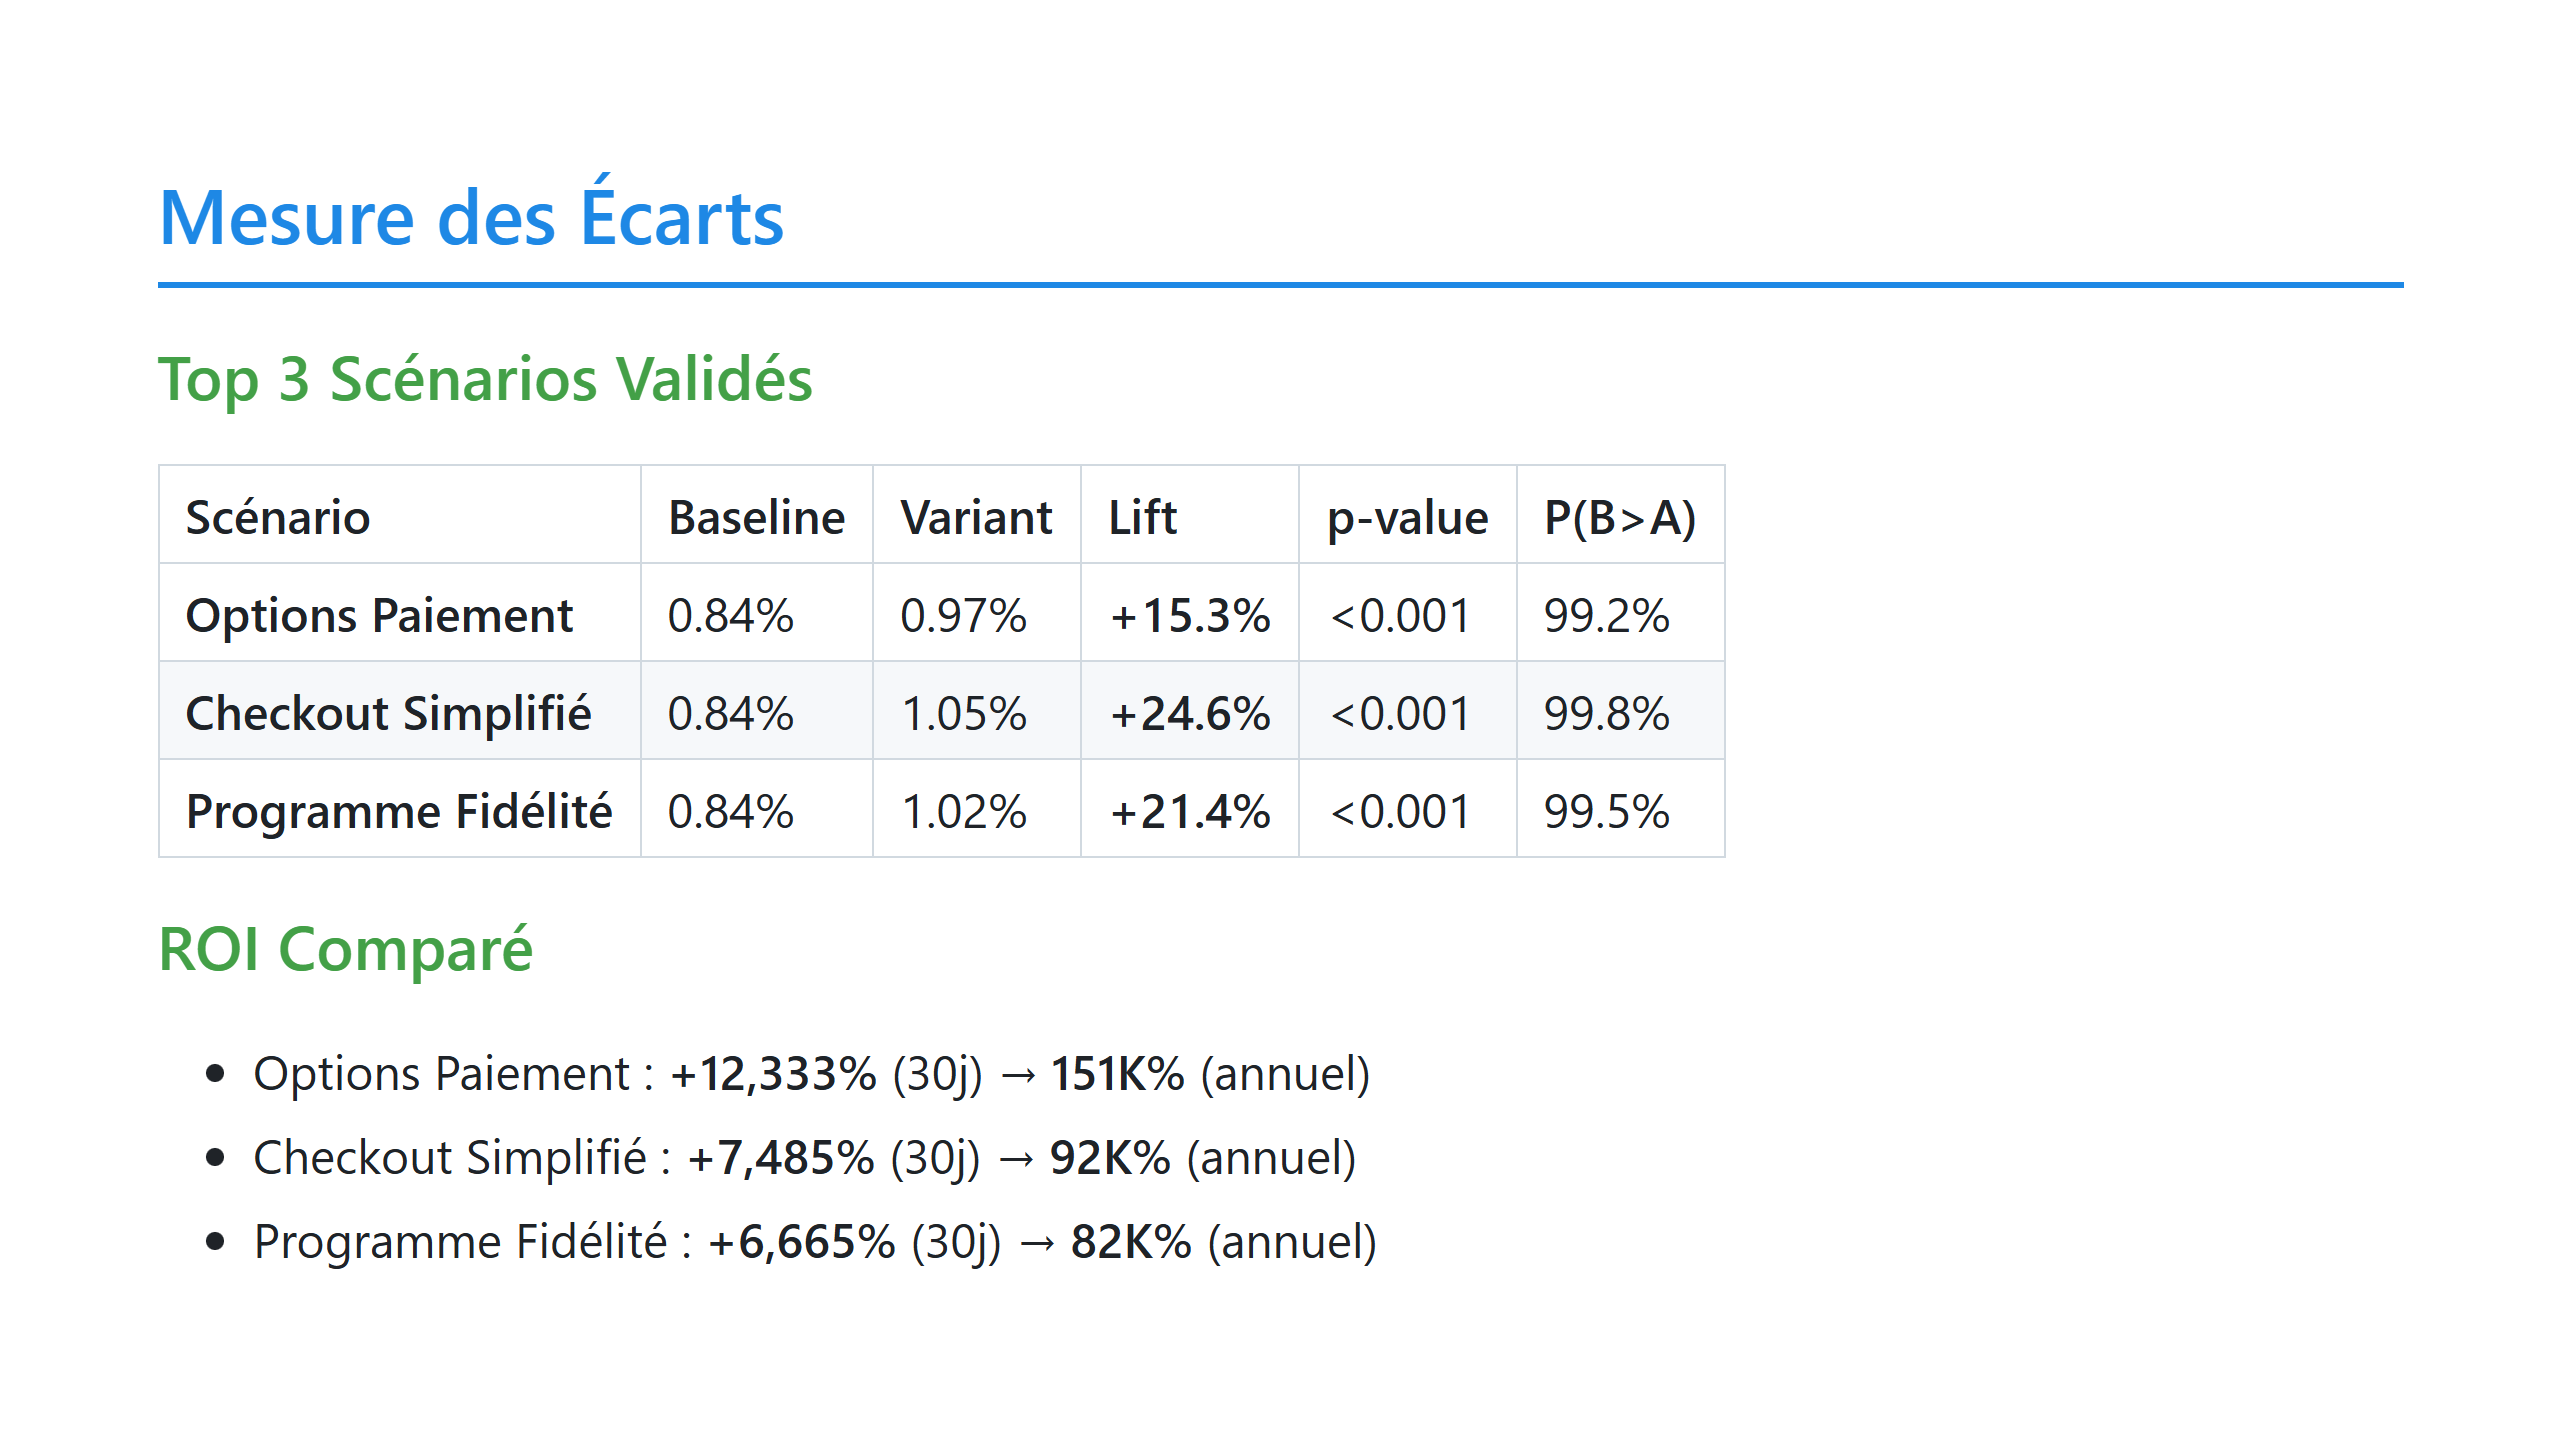 Mesure des Écarts
Top 3 Scénarios Validés
Scénario Baseline Variant Lift p-value P(B>A)
Options Paiement 0.84% 0.97% +15.3% <0.001 99.2%
Checkout Simplifié 0.84% 1.05% +24.6% <0.001 99.8%
Programme Fidélité 0.84% 1.02% +21.4% <0.001 99.5%
ROI Comparé
• Options Paiement : +12,333% (30j) → 151K% (annuel)
• Checkout Simplifié : +7,485% (30j) → 92K% (annuel)
• Programme Fidélité : +6,665% (30j) → 82K% (annuel)